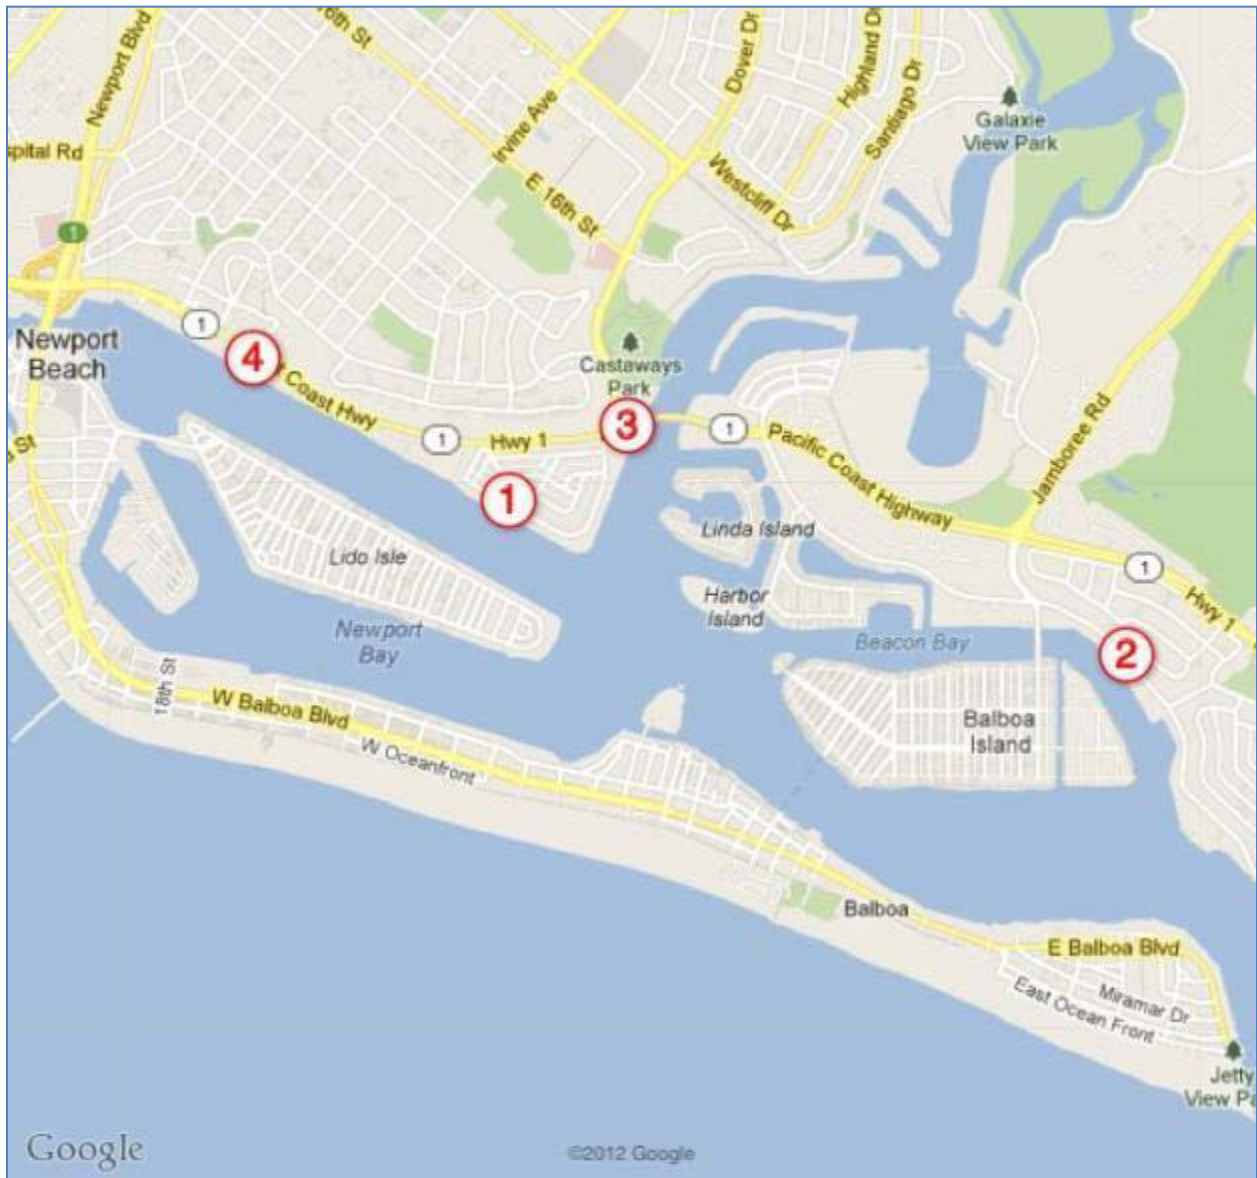 Newport Blvd
16th St
Dover Dr
Highland Dr
Santiago Dr
Irvine Ave
Galaxie
View Park
spital Rd
E 16th St
Westcliff Dr
1
1
Newport
Beach
4
t Coast Hwy
Castaways
Park
3
1
Hwy 1
1
Pacific Coast Highway
Jamboree Rd
1
Linda Island
Lido Isle
1
Hwy 1
Harbor
Island
Newport
Bay
Beacon Bay
2
18th St
W Balboa Blvd
W Oceanfront
Balboa
Island
Balboa
E Balboa Blvd
Miramar Dr
East Ocean Front
Jetty
View Pa
Google
©2012 Google